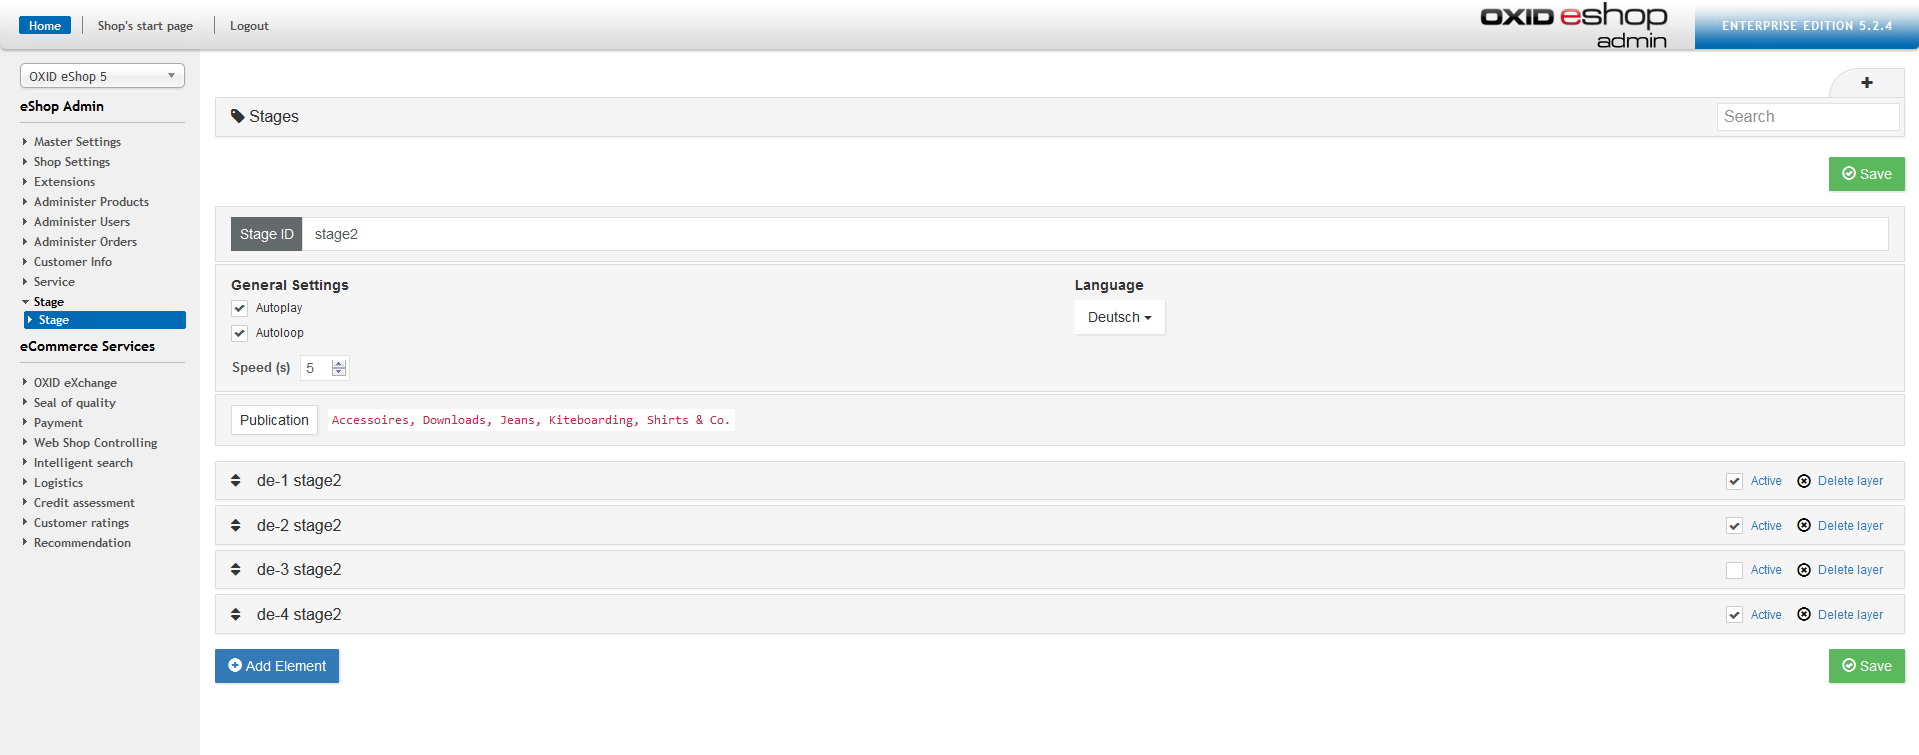 Home
Shop's start page
Logout
OXID eshop
admin
ENTERPRISE EDITION 5.2.4
OXID eShop 5
eShop Admin
Master Settings
Shop Settings
Extensions
Administer Products
Administer Users
Administer Orders
Customer Info
Service
Stage
Stage
eCommerce Services
OXID eXchange
Seal of quality
Payment
Web Shop Controlling
Intelligent search
Logistics
Credit assessment
Customer ratings
Recommendation
Stages
Search
Save
Stage ID stage2
General Settings
Autoplay
Autoloop
Speed (s) 5
Language
Deutsch
Publication Accessoires, Downloads, Jeans, Kiteboarding, Shirts & Co.
de-1 stage2 Active Delete layer
de-2 stage2 Active Delete layer
de-3 stage2 Active Delete layer
de-4 stage2 Active Delete layer
Add Element
Save